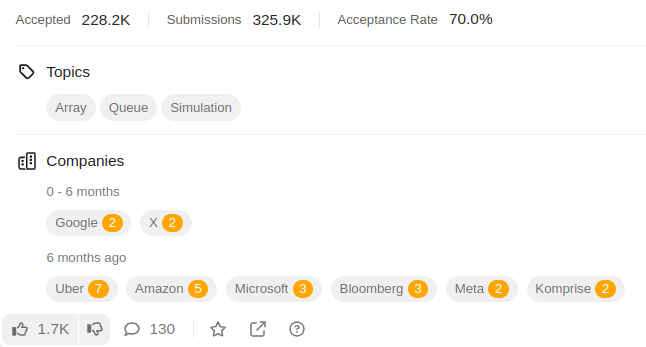 Accepted 228.2K Submissions 325.9K Acceptance Rate 70.0%
Topics
Array Queue Simulation
Companies
0 - 6 months
Google 2 X 2
6 months ago
Uber 7 Amazon 5 Microsoft 3 Bloomberg 3 Meta 2 Komprise 2
1.7K 130